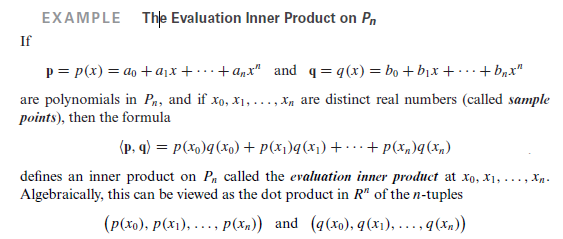 EXAMPLE The Evaluation Inner Product on Pₙ
If
p = p(x) = a₀ + a₁x + ··· + aₙxⁿ and q = q(x) = b₀ + b₁x + ··· + bₙxⁿ
are polynomials in Pₙ, and if x₀, x₁, . . . , xₙ are distinct real numbers (called sample
points), then the formula
⟨p, q⟩ = p(x₀)q(x₀) + p(x₁)q(x₁) + ··· + p(xₙ)q(xₙ)
defines an inner product on Pₙ called the evaluation inner product at x₀, x₁, . . . , xₙ.
Algebraically, this can be viewed as the dot product in Rⁿ of the n-tuples
(p(x₀), p(x₁), . . . , p(xₙ)) and (q(x₀), q(x₁), . . . , q(xₙ))